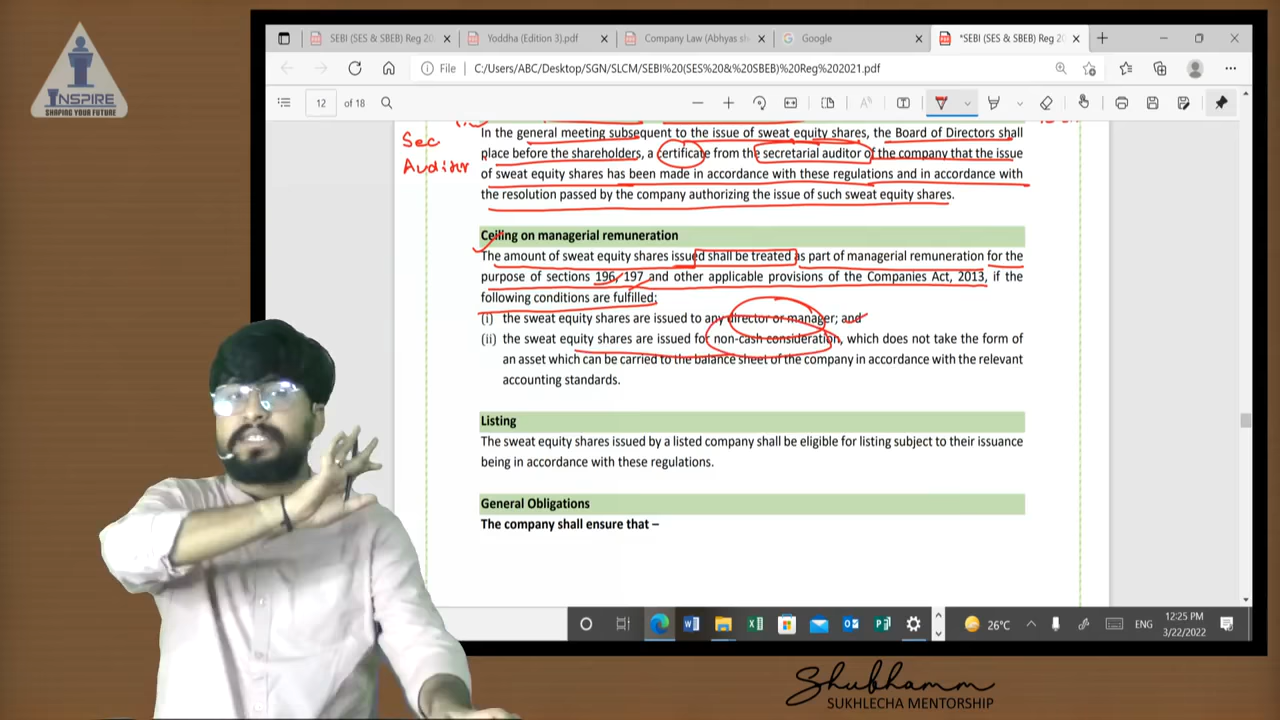 INSPIRE
SHAPING YOUR FUTURE
SEBI (SES & SBEB) Reg 20
Yoddha (Edition 3).pdf
Company Law (Abhyas sh
Google
*SEBI (SES & SBEB) Reg 20
File
C:/Users/ABC/Desktop/SGN/SLCM/SEBI%20(SES%20&%20SBEB)%20Reg%202021.pdf
12 of 18
Sec
Auditor
In the general meeting subsequent to the issue of sweat equity shares, the Board of Directors shall
place before the shareholders, a certificate from the secretarial auditor of the company that the issue
of sweat equity shares has been made in accordance with these regulations and in accordance with
the resolution passed by the company authorizing the issue of such sweat equity shares.
Ceiling on managerial remuneration
The amount of sweat equity shares issued shall be treated as part of managerial remuneration for the
purpose of sections 196, 197 and other applicable provisions of the Companies Act, 2013, if the
following conditions are fulfilled:
(i) the sweat equity shares are issued to any director or manager; and
(ii) the sweat equity shares are issued for non-cash consideration, which does not take the form of
an asset which can be carried to the balance sheet of the company in accordance with the relevant
accounting standards.
Listing
The sweat equity shares issued by a listed company shall be eligible for listing subject to their issuance
being in accordance with these regulations.
General Obligations
The company shall ensure that –
26°C
ENG
12:25 PM
3/22/2022
Shubhamm
SUKHLECHA MENTORSHIP